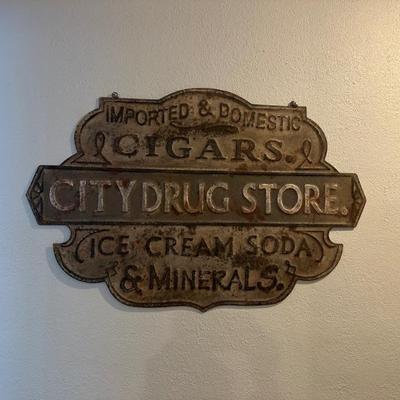 IMPORTED & DOMESTIC
CIGARS.
CITY DRUG STORE.
ICE CREAM SODA
& MINERALS.